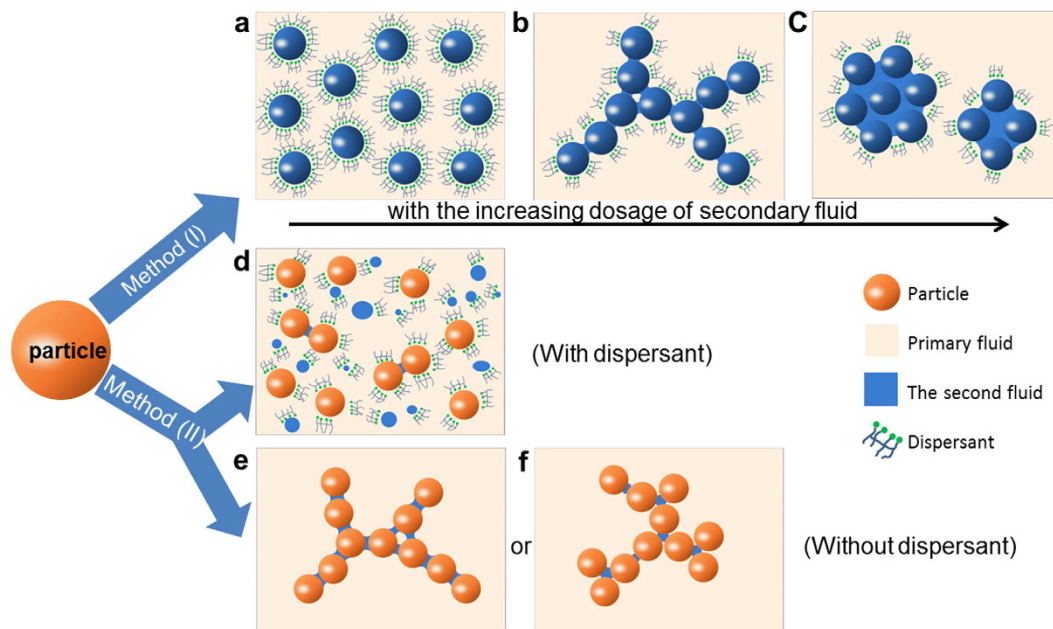 a
b
C
with the increasing dosage of secondary fluid
Method (I)
particle
Method (II)
d
(With dispersant)
Particle
Primary fluid
The second fluid
Dispersant
e
or
f
(Without dispersant)